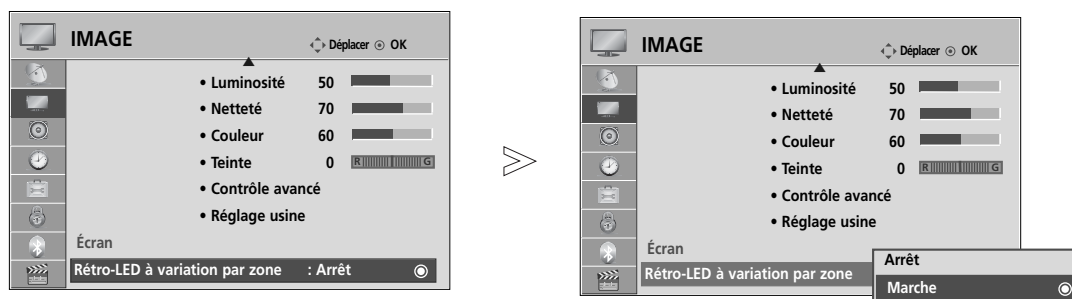 IMAGE
Déplacer OK
• Luminosité 50
• Netteté 70
• Couleur 60
• Teinte 0 R G
• Contrôle avancé
• Réglage usine
Écran
Rétro-LED à variation par zone : Arrêt
IMAGE
Déplacer OK
• Luminosité 50
• Netteté 70
• Couleur 60
• Teinte 0 R G
• Contrôle avancé
• Réglage usine
Écran
Rétro-LED à variation par zone
Arrêt
Marche